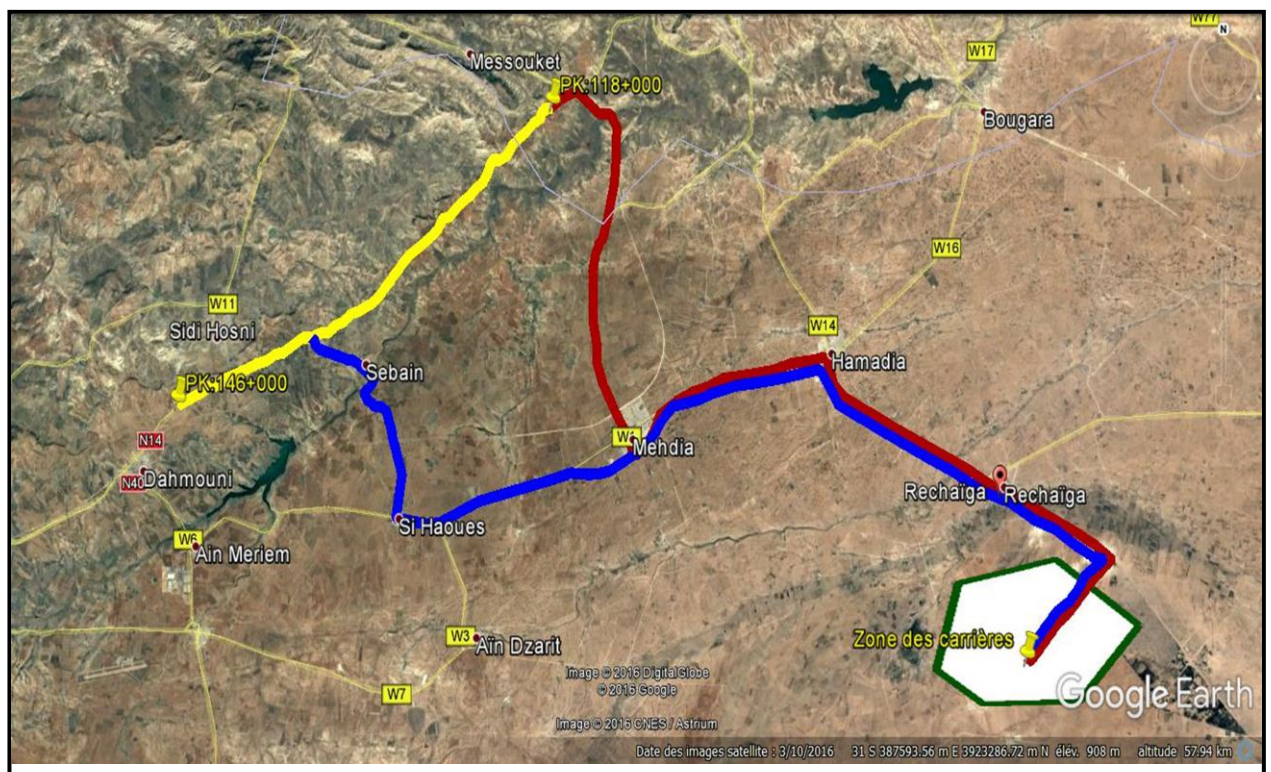 W77
N
Messouket
W17
PK:118+000
Bougara
W16
W11
Sidi Hosni
W14
Hamadia
Sebain
PK:146+000
N14
W1
Mehdia
N40
Dahmouni
Rechaïga
Rechaïga
Si Haoues
W6
Ain Meriem
Zone des carrières
W3
Aïn Dzarit
Image © 2016 DigitalGlobe
© 2016 Google
W7
Google Earth
Image © 2016 CNES / Astrium
Date des images satellite : 3/10/2016 31 S 387593.56 m E 3923286.72 m N élév. 908 m altitude 57.94 km